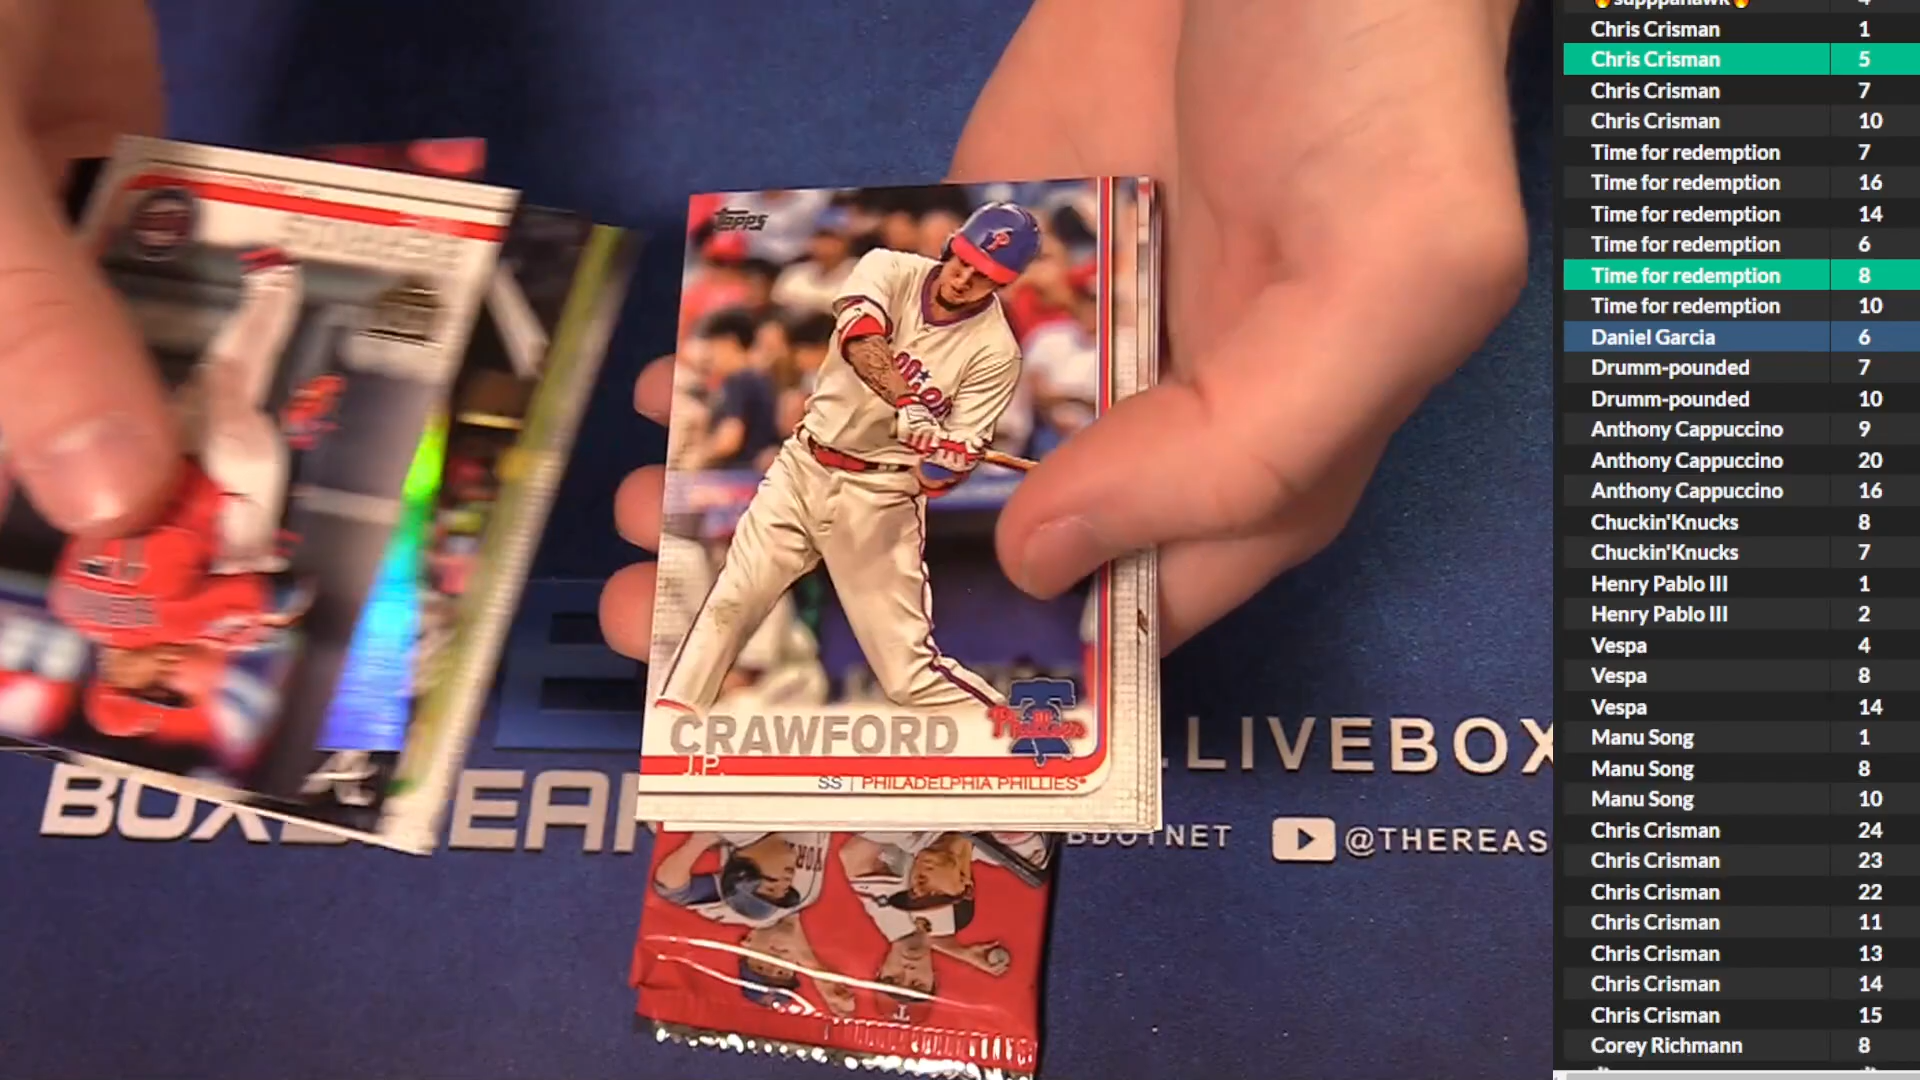 TOPPS
CRAWFORD
J.P.
SS | PHILADELPHIA PHILLIES
Phillies
BOX
.LIVEBOX
@THEREAS
Chris Crisman 1
Chris Crisman 5
Chris Crisman 7
Chris Crisman 10
Time for redemption 7
Time for redemption 16
Time for redemption 14
Time for redemption 6
Time for redemption 8
Time for redemption 10
Daniel Garcia 6
Drumm-pounded 7
Drumm-pounded 10
Anthony Cappuccino 9
Anthony Cappuccino 20
Anthony Cappuccino 16
Chuckin'Knucks 8
Chuckin'Knucks 7
Henry Pablo III 1
Henry Pablo III 2
Vespa 4
Vespa 8
Vespa 14
Manu Song 1
Manu Song 8
Manu Song 10
Chris Crisman 24
Chris Crisman 23
Chris Crisman 22
Chris Crisman 11
Chris Crisman 13
Chris Crisman 14
Chris Crisman 15
Corey Richmann 8